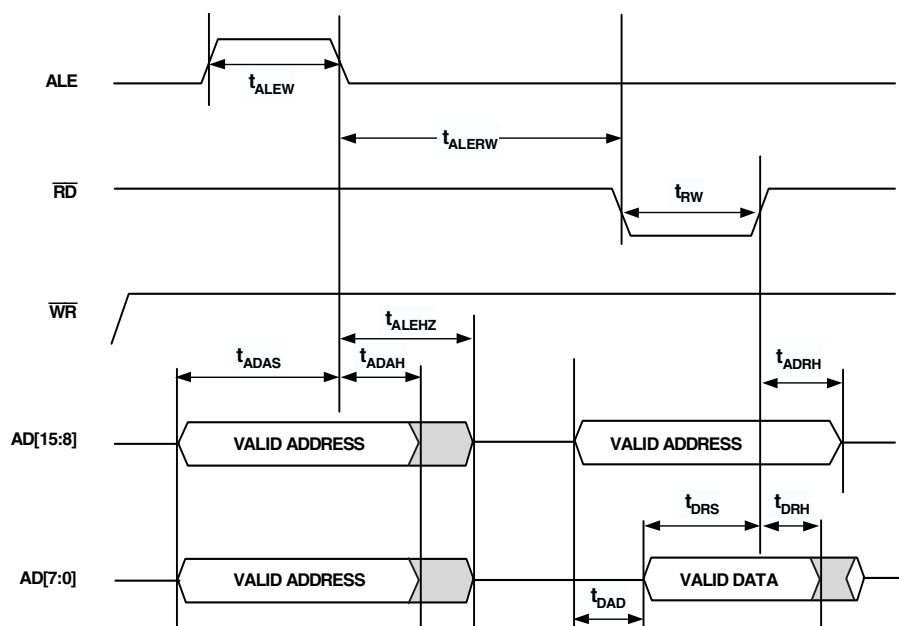 ALE
tALEW
tALERW
RD
tRW
WR
tALEHZ
tADAS
tADAH
tADRH
AD[15:8]
VALID ADDRESS
VALID ADDRESS
tDRS
tDRH
AD[7:0]
VALID ADDRESS
VALID DATA
tDAD